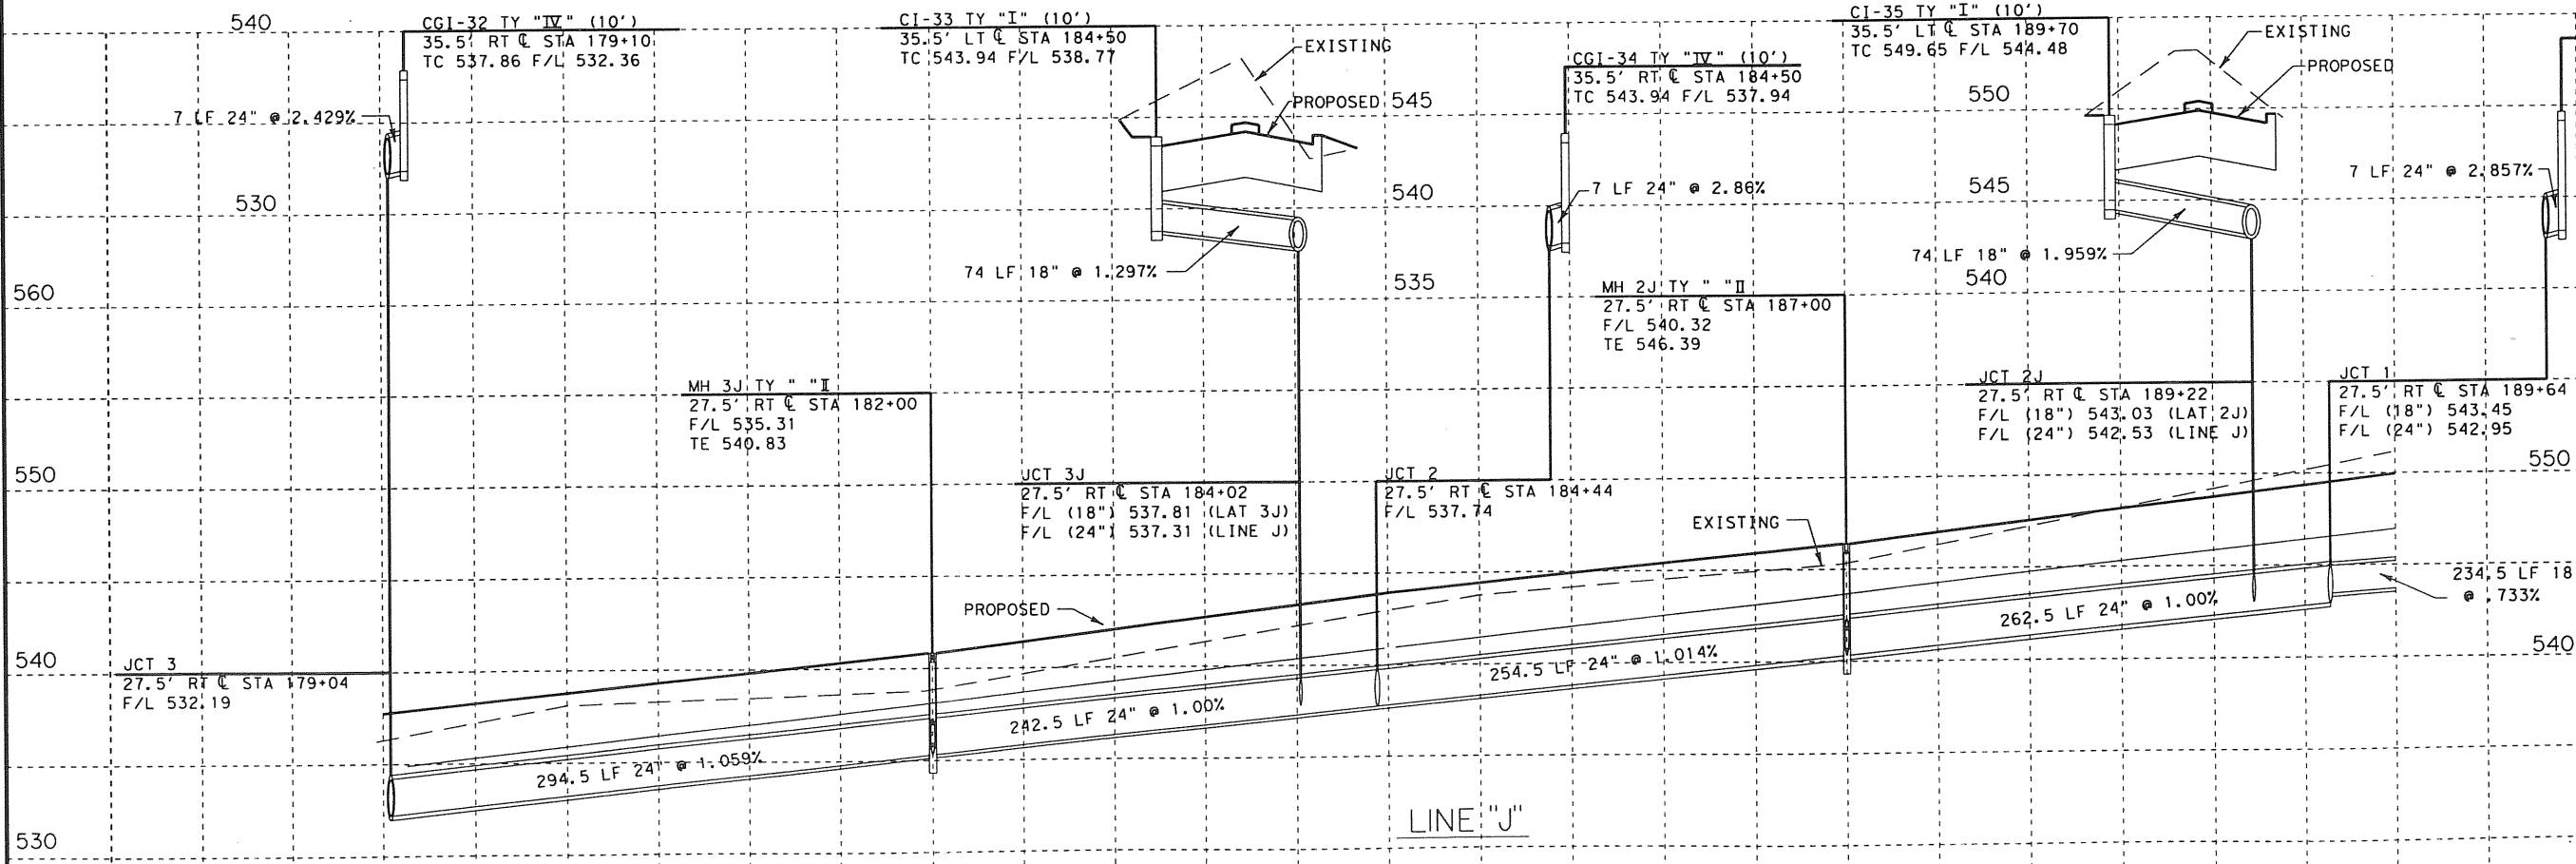 540
CGI-32 TY "IV" (10')
35.5' RT ℄ STA 179+10
TC 537.86 F/L 532.36
7 LF 24" @ 2.429%
530
CI-33 TY "I" (10')
35.5' LT ℄ STA 184+50
TC 543.94 F/L 538.77
EXISTING
PROPOSED
545
540
535
74 LF 18" @ 1.297%
CGI-34 TY "IV" (10')
35.5' RT ℄ STA 184+50
TC 543.94 F/L 537.94
7 LF 24" @ 2.86%
CI-35 TY "I" (10')
35.5' LT ℄ STA 189+70
TC 549.65 F/L 544.48
EXISTING
PROPOSED
550
545
540
74 LF 18" @ 1.959%
7 LF 24" @ 2.857%
560
550
540
530
MH 3J TY " "II
27.5' RT ℄ STA 182+00
F/L 535.31
TE 540.83
MH 2J TY " "II
27.5' RT ℄ STA 187+00
F/L 540.32
TE 546.39
JCT 2J
27.5' RT ℄ STA 189+22
F/L (18") 543.03 (LAT 2J)
F/L (24") 542.53 (LINE J)
JCT 1
27.5' RT ℄ STA 189+64
F/L (18") 543.45
F/L (24") 542.95
JCT 3J
27.5' RT ℄ STA 184+02
F/L (18") 537.81 (LAT 3J)
F/L (24") 537.31 (LINE J)
JCT 2
27.5' RT ℄ STA 184+44
F/L 537.74
EXISTING
PROPOSED
550
540
JCT 3
27.5' RT ℄ STA 179+04
F/L 532.19
294.5 LF 24" @ 1.059%
242.5 LF 24" @ 1.00%
254.5 LF 24" @ 1.014%
262.5 LF 24" @ 1.00%
234.5 LF 18
@ .733%
LINE "J"